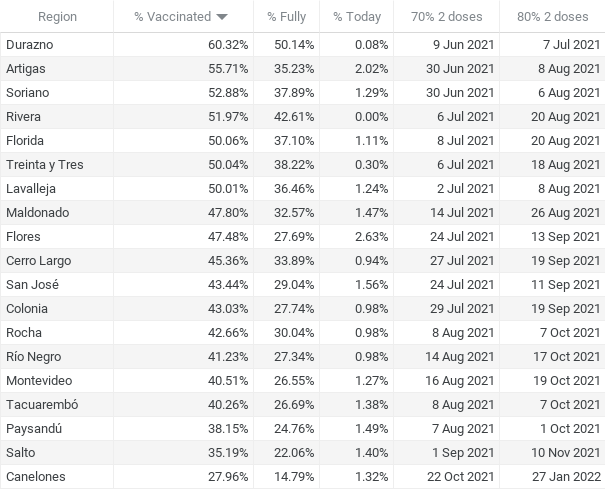 Region % Vaccinated % Fully % Today 70% 2 doses 80% 2 doses
Durazno 60.32% 50.14% 0.08% 9 Jun 2021 7 Jul 2021
Artigas 55.71% 35.23% 2.02% 30 Jun 2021 8 Aug 2021
Soriano 52.88% 37.89% 1.29% 30 Jun 2021 6 Aug 2021
Rivera 51.97% 42.61% 0.00% 6 Jul 2021 20 Aug 2021
Florida 50.06% 37.10% 1.11% 8 Jul 2021 20 Aug 2021
Treinta y Tres 50.04% 38.22% 0.30% 6 Jul 2021 18 Aug 2021
Lavalleja 50.01% 36.46% 1.24% 2 Jul 2021 8 Aug 2021
Maldonado 47.80% 32.57% 1.47% 14 Jul 2021 26 Aug 2021
Flores 47.48% 27.69% 2.63% 24 Jul 2021 13 Sep 2021
Cerro Largo 45.36% 33.89% 0.94% 27 Jul 2021 19 Sep 2021
San José 43.44% 29.04% 1.56% 24 Jul 2021 11 Sep 2021
Colonia 43.03% 27.74% 0.98% 29 Jul 2021 19 Sep 2021
Rocha 42.66% 30.04% 0.98% 8 Aug 2021 7 Oct 2021
Río Negro 41.23% 27.34% 0.98% 14 Aug 2021 17 Oct 2021
Montevideo 40.51% 26.55% 1.27% 16 Aug 2021 19 Oct 2021
Tacuarembó 40.26% 26.69% 1.38% 8 Aug 2021 7 Oct 2021
Paysandú 38.15% 24.76% 1.49% 7 Aug 2021 1 Oct 2021
Salto 35.19% 22.06% 1.40% 1 Sep 2021 10 Nov 2021
Canelones 27.96% 14.79% 1.32% 22 Oct 2021 27 Jan 2022